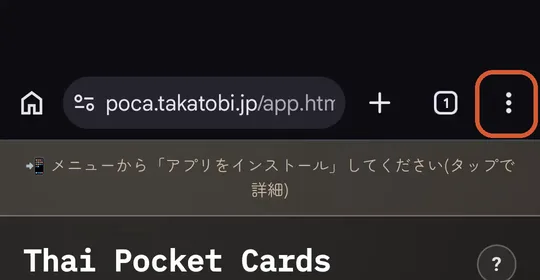 poca.takatobi.jp/app.htm
1
📲 メニューから「アプリをインストール」してください(タップで
詳細)
Thai Pocket Cards
?